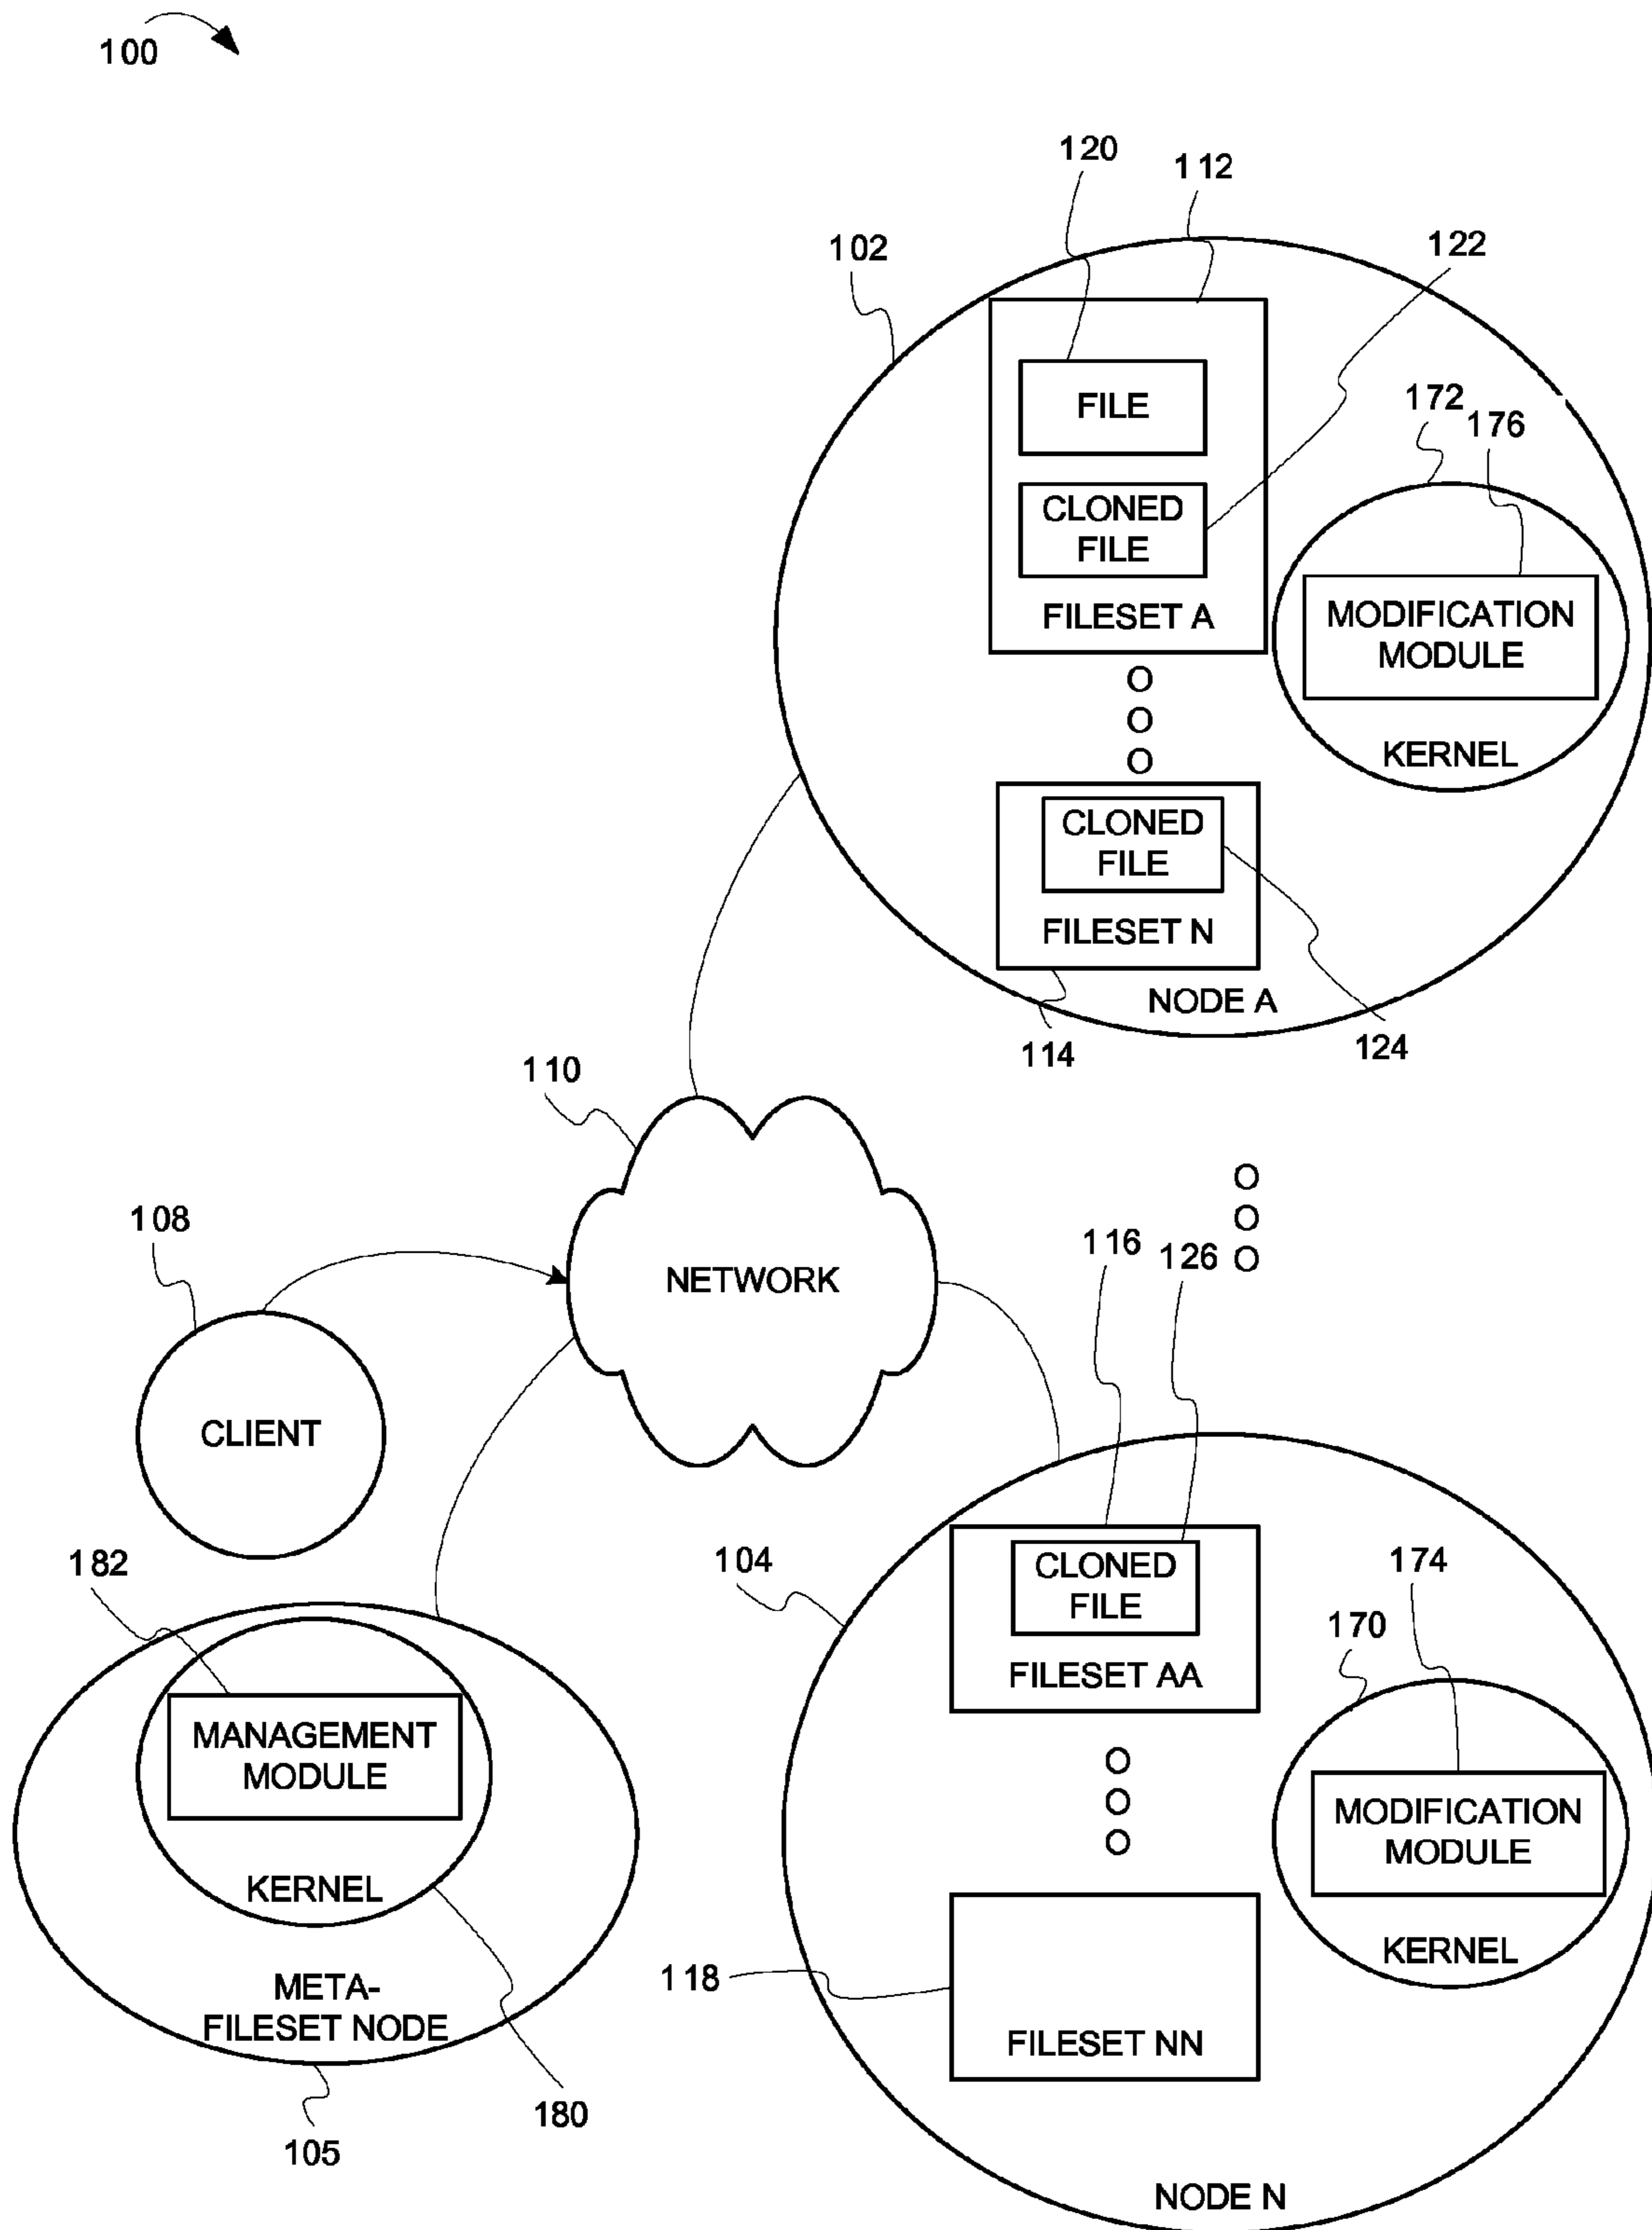 100
120
112
102
122
FILE
172
176
CLONED
FILE
FILESET A
MODIFICATION
MODULE
KERNEL
CLONED
FILE
FILESET N
NODE A
114
124
110
108
116
126
NETWORK
CLIENT
182
104
CLONED
FILE
174
170
FILESET AA
MANAGEMENT
MODULE
MODIFICATION
MODULE
KERNEL
KERNEL
118
META-
FILESET NODE
FILESET NN
180
105
NODE N